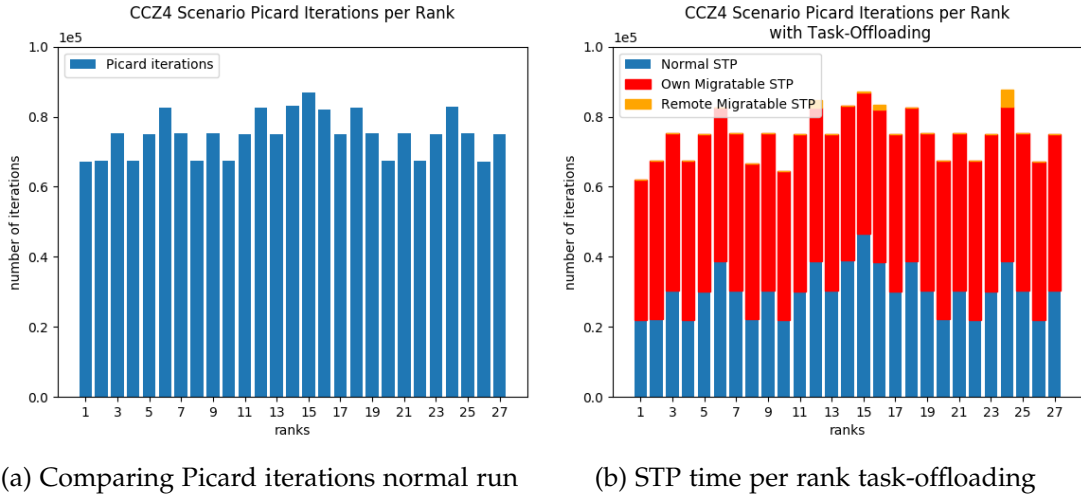 CCZ4 Scenario Picard Iterations per Rank
1e5
Picard iterations
1.0
0.8
0.6
0.4
0.2
0.0
number of iterations
1 3 5 7 9 11 13 15 17 19 21 23 25 27
ranks
(a) Comparing Picard iterations normal run
CCZ4 Scenario Picard Iterations per Rank
with Task-Offloading
1e5
Normal STP
Own Migratable STP
Remote Migratable STP
1.0
0.8
0.6
0.4
0.2
0.0
number of iterations
1 3 5 7 9 11 13 15 17 19 21 23 25 27
ranks
(b) STP time per rank task-offloading